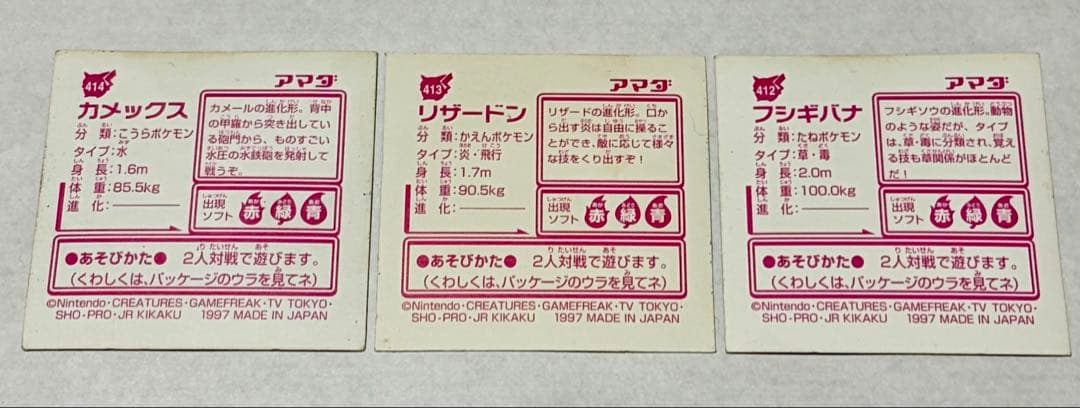 414
アマダ
カメックス
分類：こうらポケモン
タイプ：水
身長：1.6m
体重：85.5kg
進化：
カメールの進化形。背中
の甲羅から突き出してい
る砲門から、ものすごい
水圧の水鉄砲を発射して
戦うぞ。
出現
ソフト
赤 緑 青
●あそびかた● 2人対戦で遊びます。
(くわしくは、パッケージのウラを見てネ)
©Nintendo・CREATURES・GAMEFREAK・TV TOKYO・
SHO-PRO・JR KIKAKU 1997 MADE IN JAPAN
413
アマダ
リザードン
分類：かえんポケモン
タイプ：炎・飛行
身長：1.7m
体重：90.5kg
進化：
リザードの進化形。口か
ら出す炎は自由に操るこ
とができ、敵に応じて様々
な技をくり出すぞ！
出現
ソフト
赤 緑 青
●あそびかた● 2人対戦で遊びます。
(くわしくは、パッケージのウラを見てネ)
©Nintendo・CREATURES・GAMEFREAK・TV TOKYO・
SHO-PRO・JR KIKAKU 1997 MADE IN JAPAN
412
アマダ
フシギバナ
分類：たねポケモン
タイプ：草・毒
身長：2.0m
体重：100.0kg
進化：
フシギソウの進化形。動物
のような姿だが、タイプ
は、草・毒に分類され、覚え
る技も草関係がほとん
だ！
出現
ソフト
赤 緑 青
●あそびかた● 2人対戦で遊びます。
(くわしくは、パッケージのウラを見てネ)
©Nintendo・CREATURES・GAMEFREAK・TV TOKYO・
SHO-PRO・JR KIKAKU 1997 MADE IN JAPAN